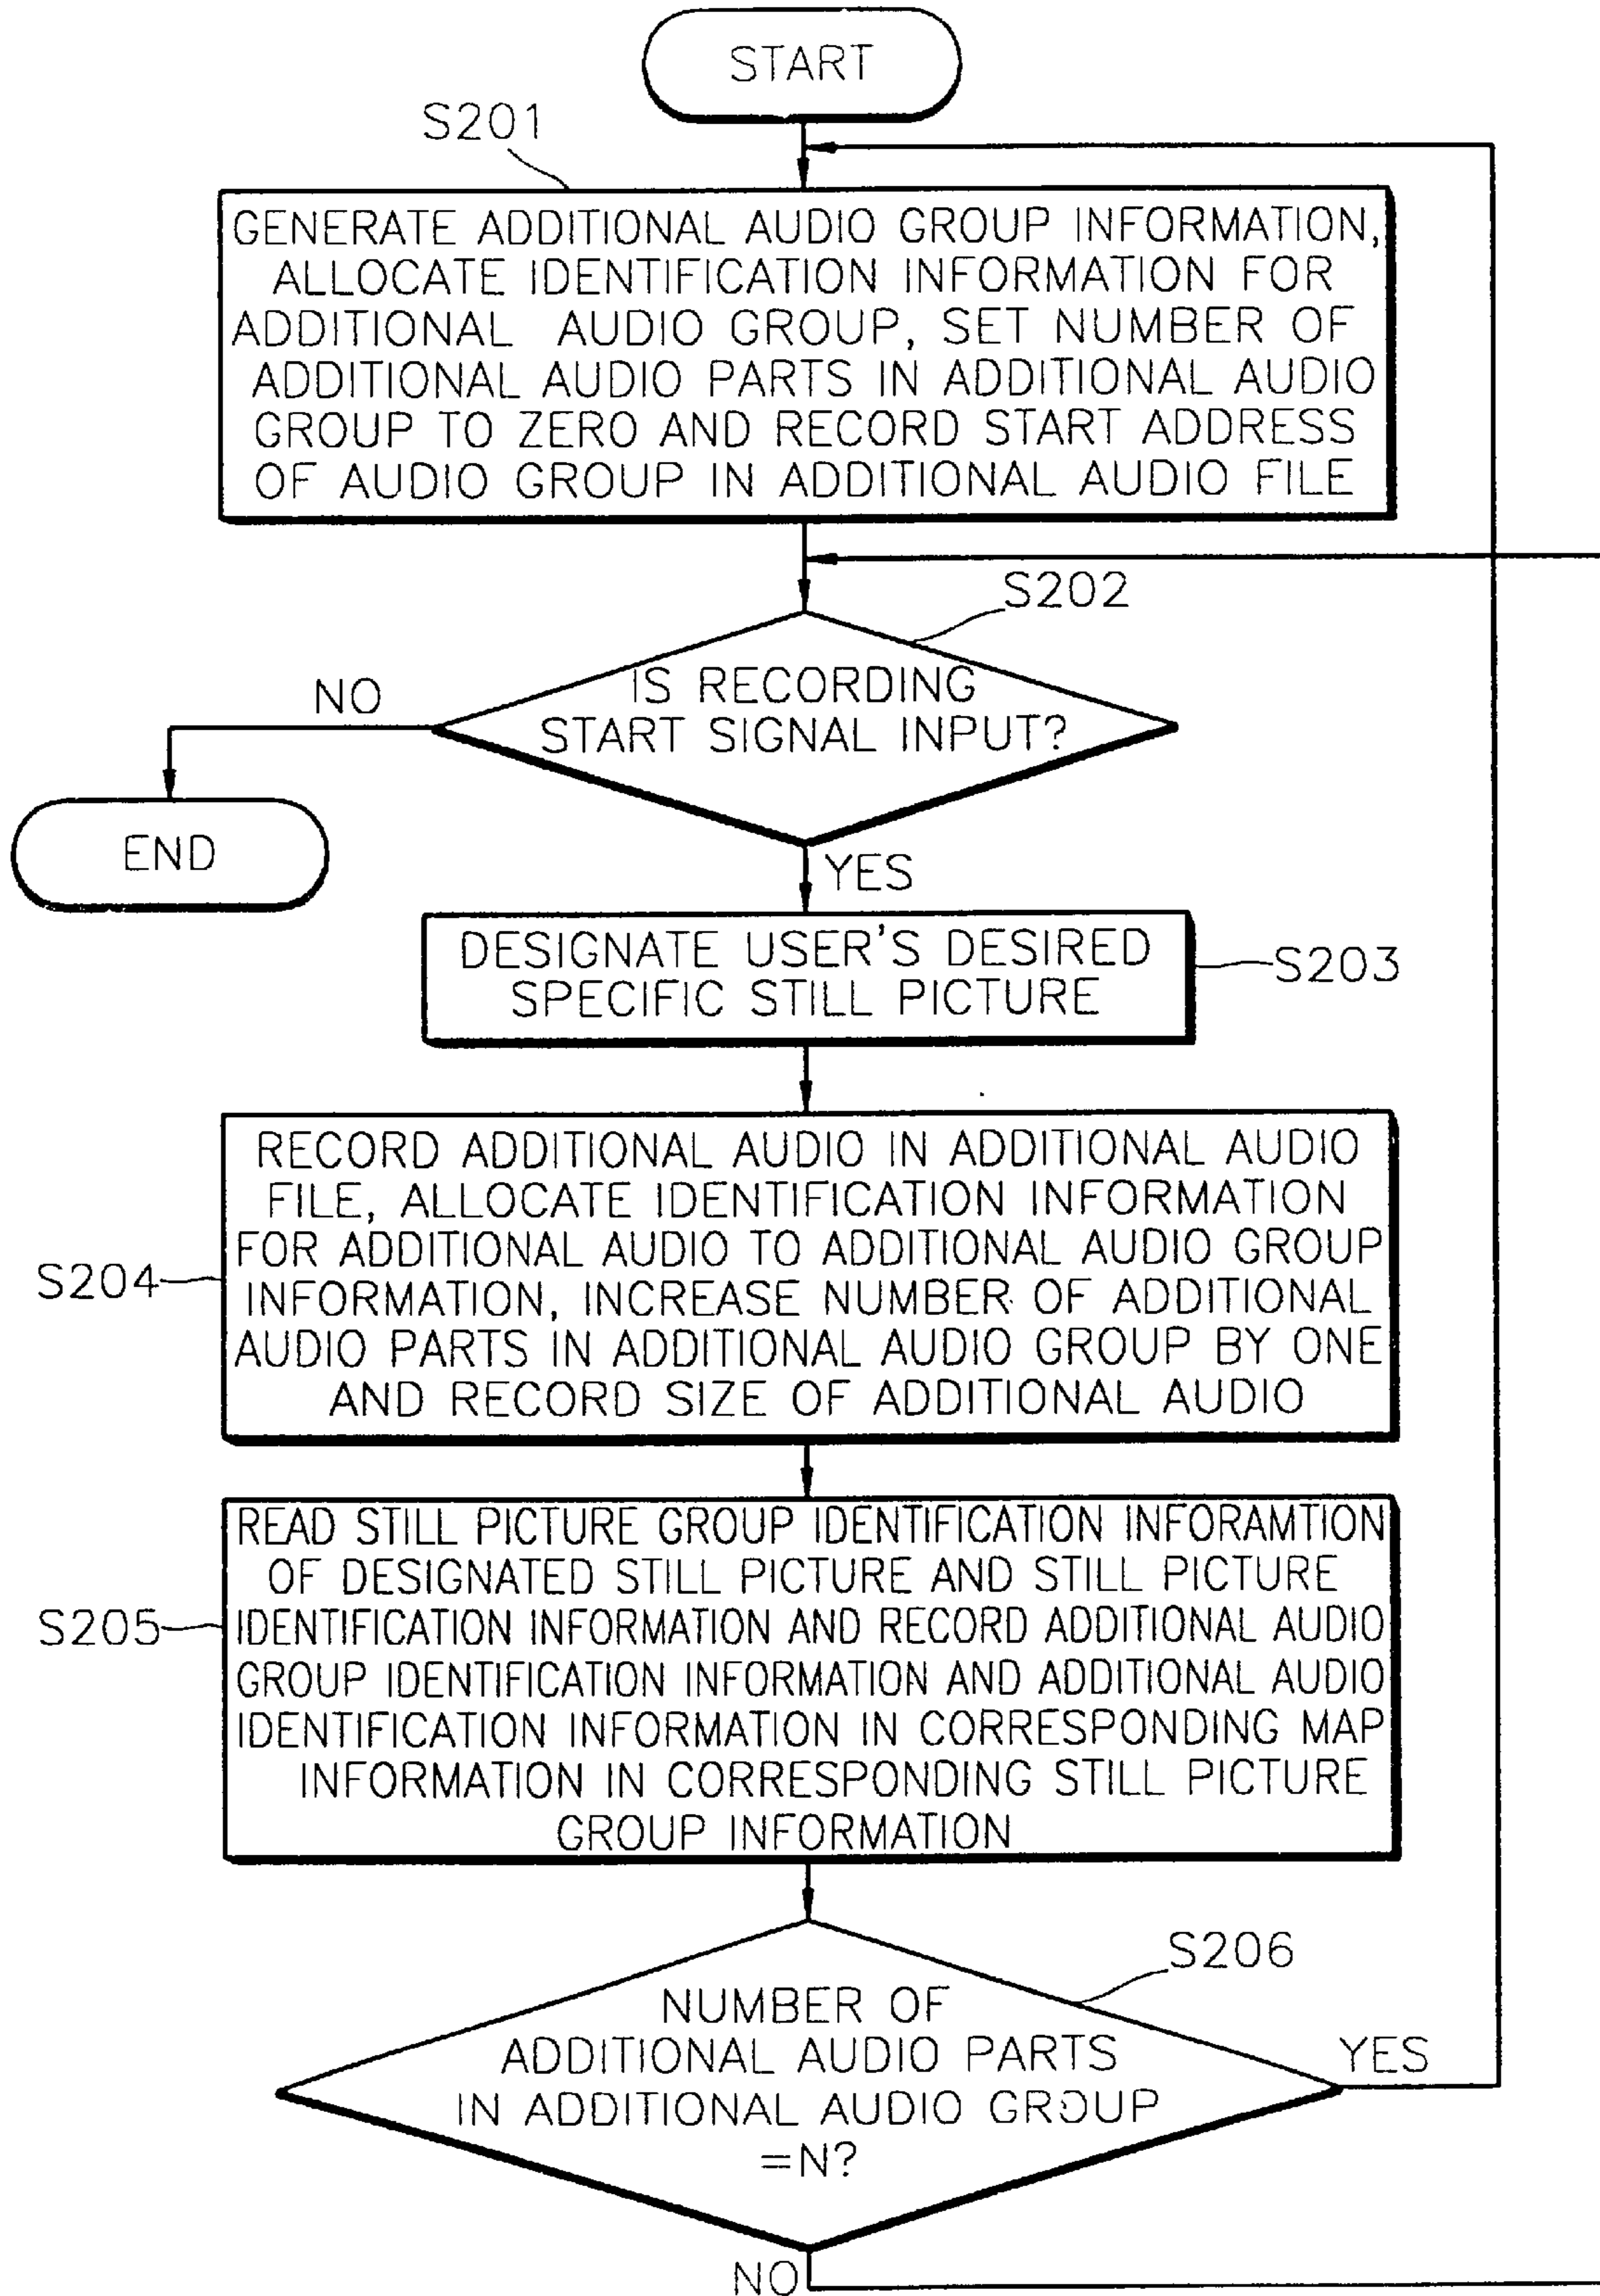 START
S201
GENERATE ADDITIONAL AUDIO GROUP INFORMATION,
ALLOCATE IDENTIFICATION INFORMATION FOR
ADDITIONAL AUDIO GROUP, SET NUMBER OF
ADDITIONAL AUDIO PARTS IN ADDITIONAL AUDIO
GROUP TO ZERO AND RECORD START ADDRESS
OF AUDIO GROUP IN ADDITIONAL AUDIO FILE
S202
IS RECORDING
START SIGNAL INPUT?
NO
END
YES
DESIGNATE USER'S DESIRED
SPECIFIC STILL PICTURE
S203
RECORD ADDITIONAL AUDIO IN ADDITIONAL AUDIO
FILE, ALLOCATE IDENTIFICATION INFORMATION
FOR ADDITIONAL AUDIO TO ADDITIONAL AUDIO GROUP
INFORMATION, INCREASE NUMBER OF ADDITIONAL
AUDIO PARTS IN ADDITIONAL AUDIO GROUP BY ONE
AND RECORD SIZE OF ADDITIONAL AUDIO
S204
READ STILL PICTURE GROUP IDENTIFICATION INFORAMTION
OF DESIGNATED STILL PICTURE AND STILL PICTURE
IDENTIFICATION INFORMATION AND RECORD ADDITIONAL AUDIO
GROUP IDENTIFICATION INFORMATION AND ADDITIONAL AUDIO
IDENTIFICATION INFORMATION IN CORRESPONDING MAP
INFORMATION IN CORRESPONDING STILL PICTURE
GROUP INFORMATION
S205
S206
NUMBER OF
ADDITIONAL AUDIO PARTS
IN ADDITIONAL AUDIO GROUP
=N?
YES
NO